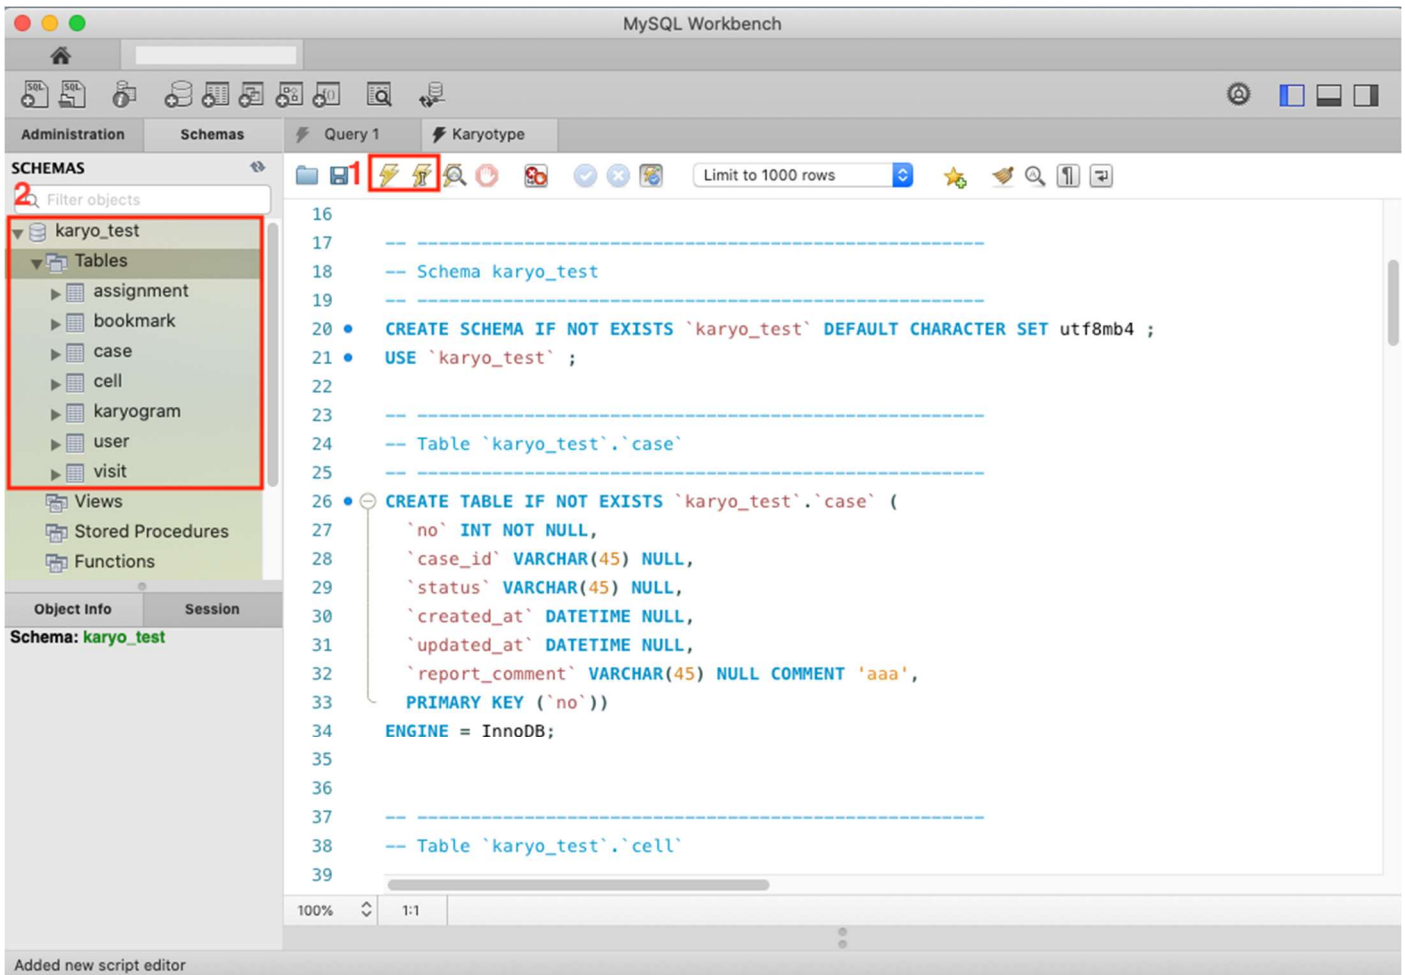 MySQL Workbench
SQL SQL
Administration Schemas Query 1 Karyotype
SCHEMAS 1 Limit to 1000 rows
2 Filter objects
karyo_test
Tables
assignment
bookmark
case
cell
karyogram
user
visit
Views
Stored Procedures
Functions
Object Info Session
Schema: karyo_test
16
17 -- -----------------------------------------------------
18 -- Schema karyo_test
19 -- -----------------------------------------------------
20 CREATE SCHEMA IF NOT EXISTS `karyo_test` DEFAULT CHARACTER SET utf8mb4 ;
21 USE `karyo_test` ;
22
23 -- -----------------------------------------------------
24 -- Table `karyo_test`.`case`
25 -- -----------------------------------------------------
26 CREATE TABLE IF NOT EXISTS `karyo_test`.`case` (
27 `no` INT NOT NULL,
28 `case_id` VARCHAR(45) NULL,
29 `status` VARCHAR(45) NULL,
30 `created_at` DATETIME NULL,
31 `updated_at` DATETIME NULL,
32 `report_comment` VARCHAR(45) NULL COMMENT 'aaa',
33 PRIMARY KEY (`no`))
34 ENGINE = InnoDB;
35
36
37 -- -----------------------------------------------------
38 -- Table `karyo_test`.`cell`
39
100% 1:1
Added new script editor